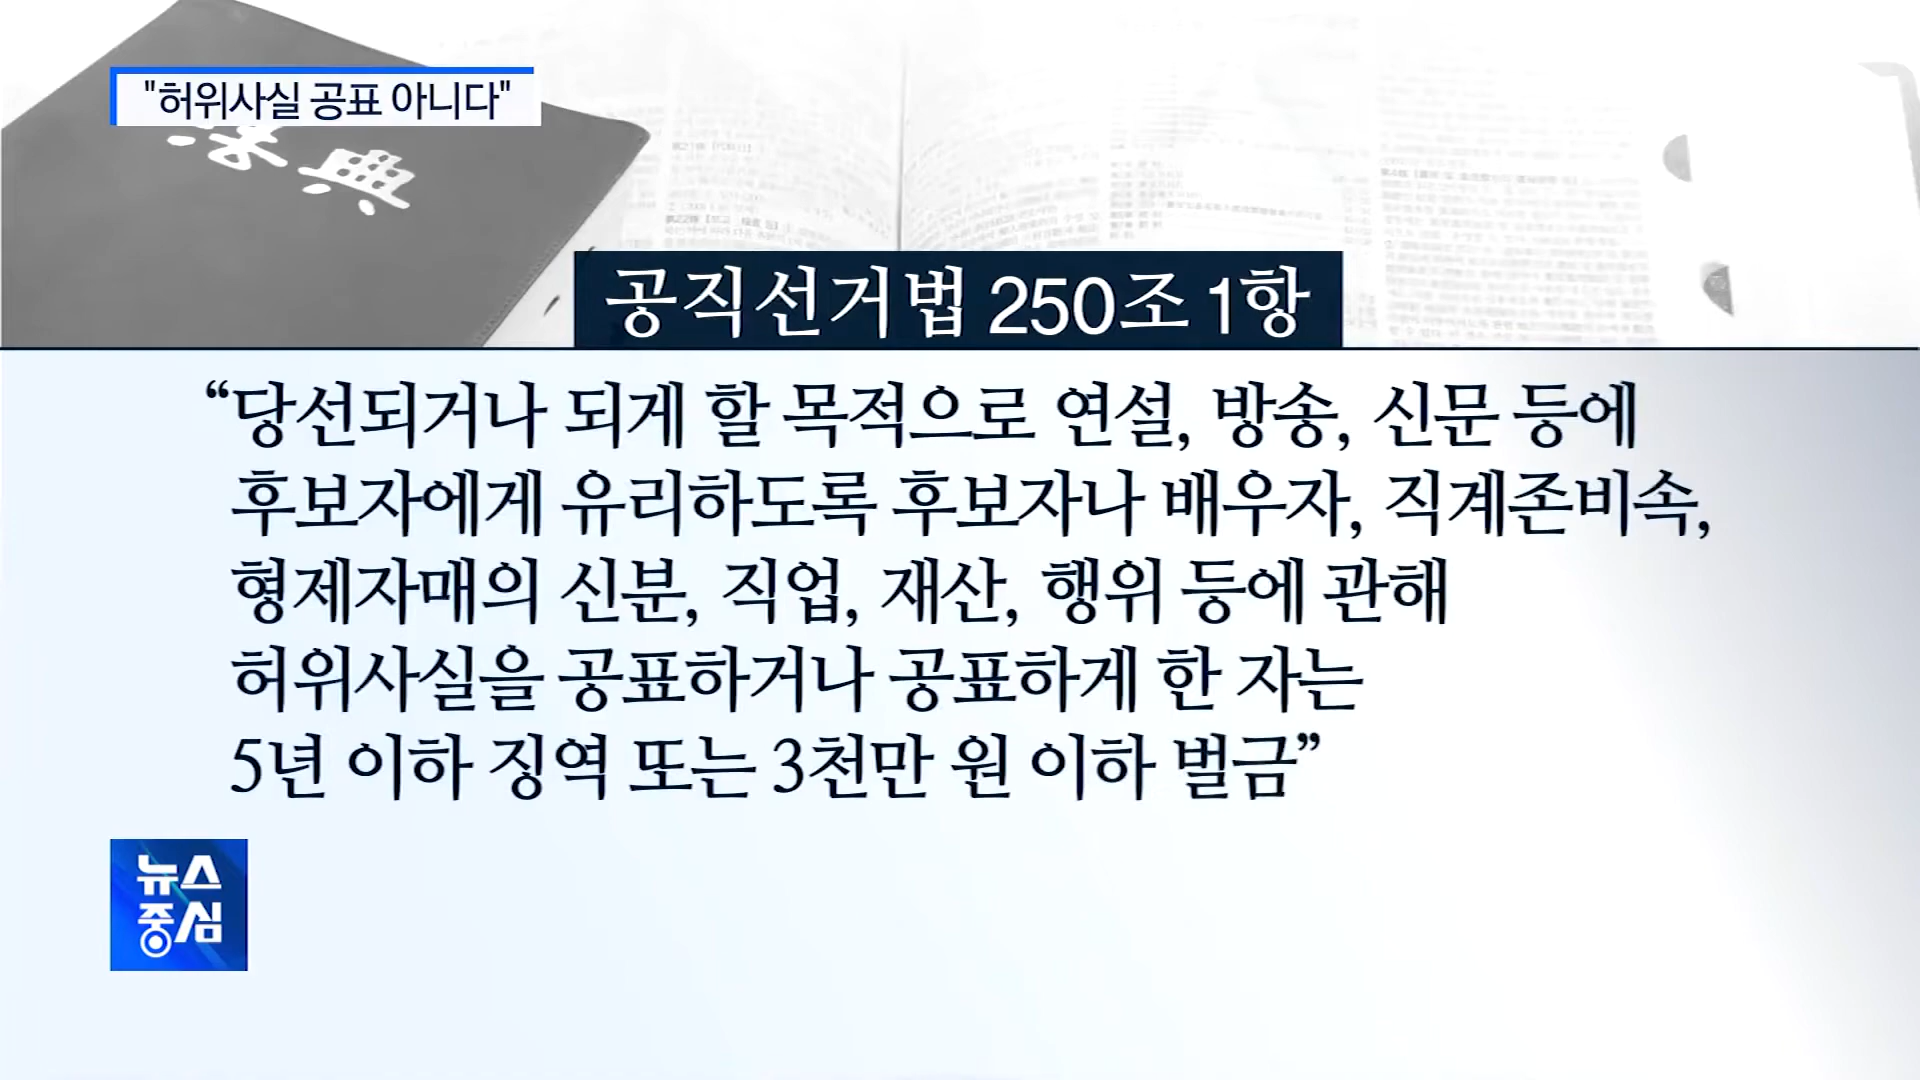 "허위사실 공표 아니다"
法典
공직선거법 250조 1항
“당선되거나 되게 할 목적으로 연설, 방송, 신문 등에
후보자에게 유리하도록 후보자나 배우자, 직계존비속,
형제자매의 신분, 직업, 재산, 행위 등에 관해
허위사실을 공표하거나 공표하게 한 자는
5년 이하 징역 또는 3천만 원 이하 벌금”
뉴스
중심